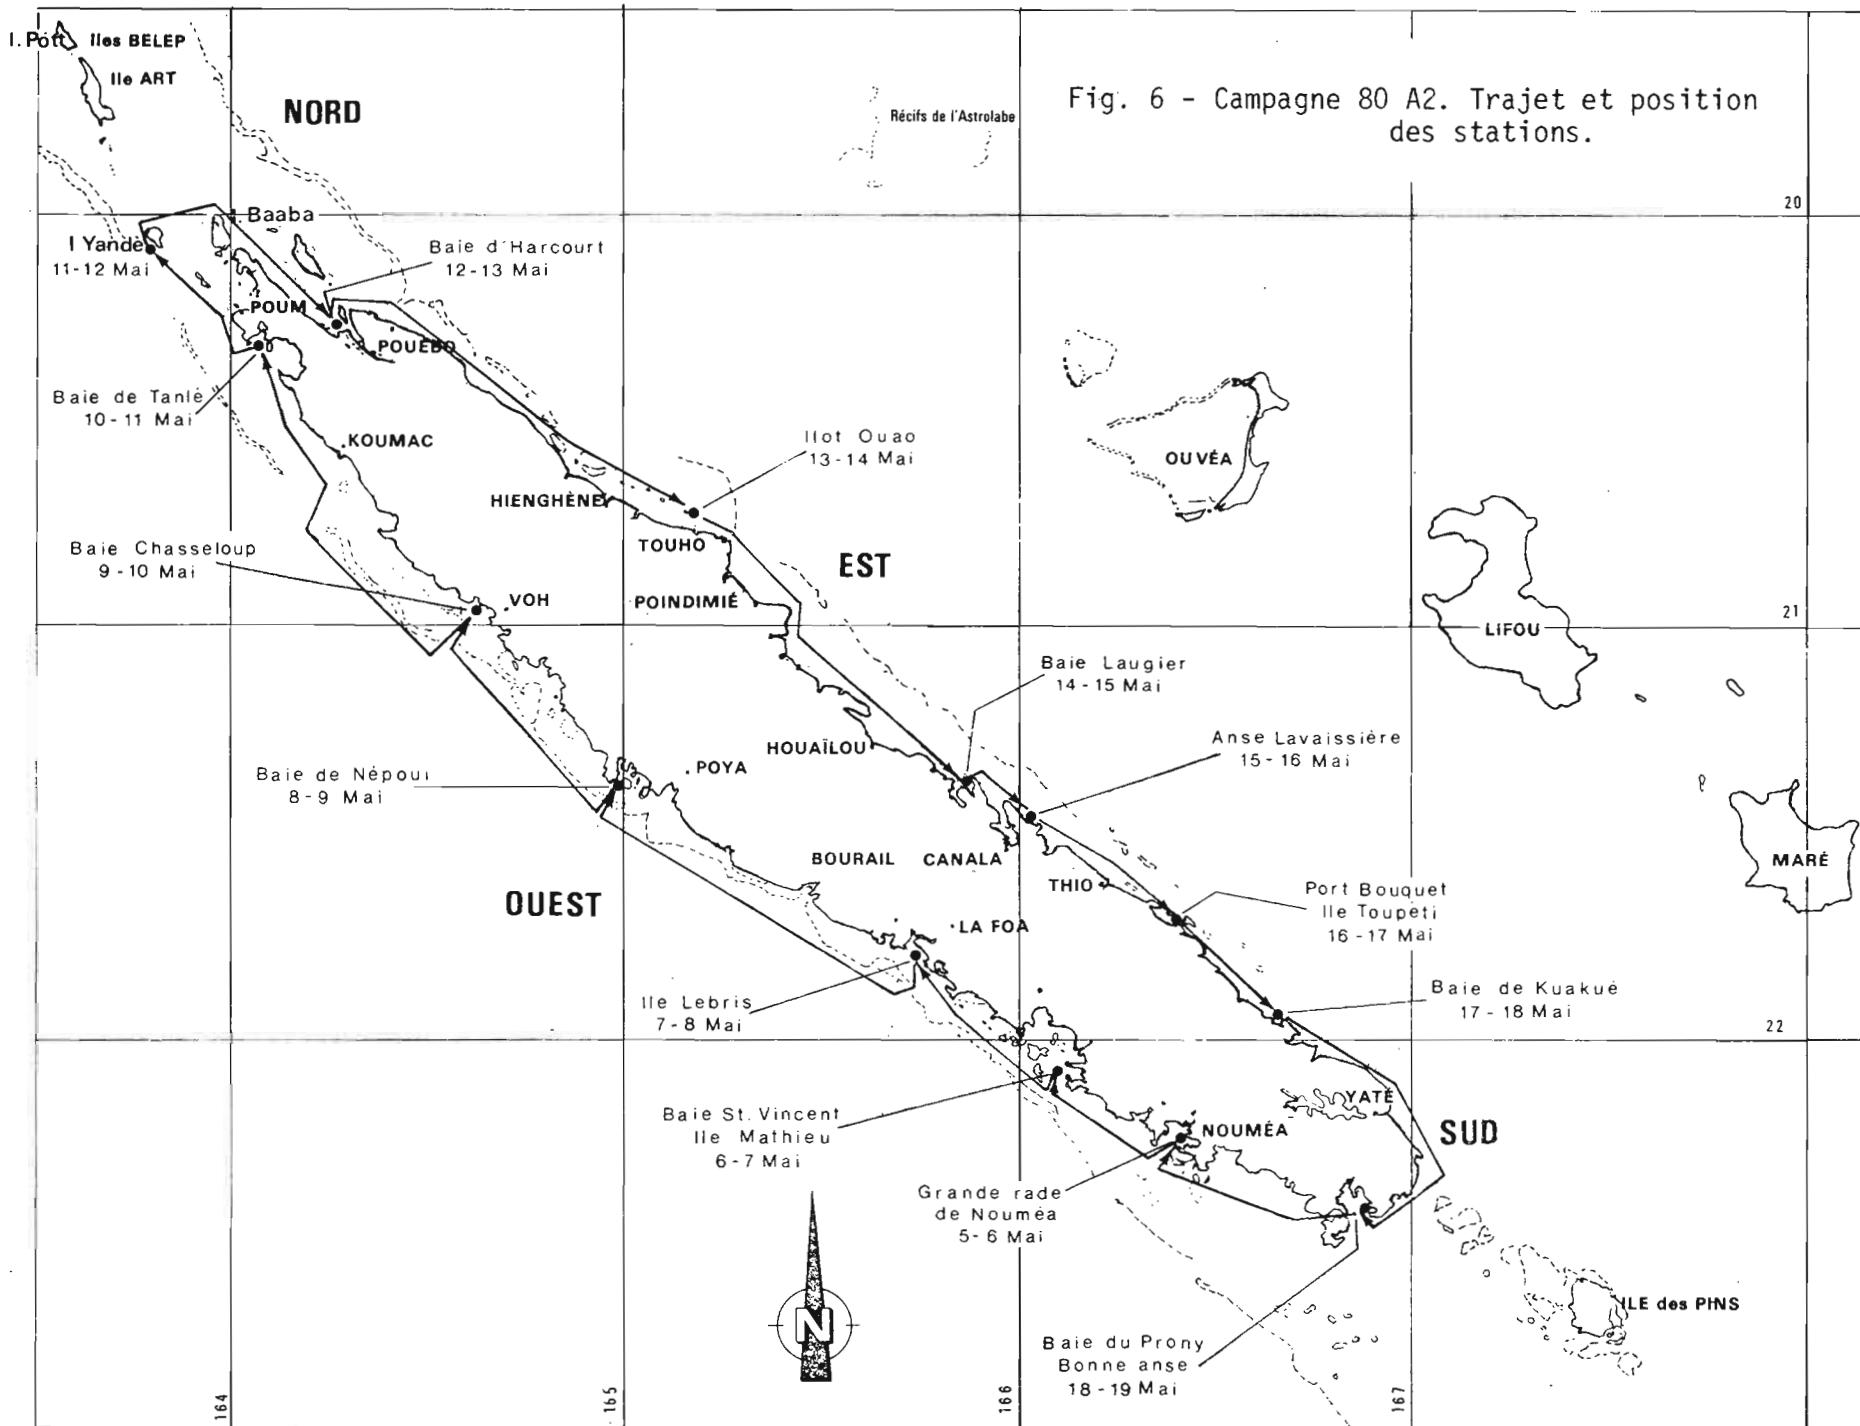 I. Pott
Iles BELEP
Ile ART
NORD
Récifs de l'Astrolabe
Fig. 6 - Campagne 80 A2. Trajet et position
des stations.
20
Baaba
I Yandé
11-12 Mai
Baie d'Harcourt
12-13 Mai
POUM
POUÉBO
Baie de Tanlé
10-11 Mai
KOUMAC
Ilot Ouao
13-14 Mai
OUVÉA
HIENGHÈNE
TOUHO
EST
Baie Chasseloup
9-10 Mai
VOH
POINDIMIÉ
21
LIFOU
Baie Laugier
14-15 Mai
HOUAÏLOU
Anse Lavaissière
15-16 Mai
Baie de Népoui
8-9 Mai
POYA
BOURAIL
CANALA
MARÉ
THIO
OUEST
Port Bouquet
Ile Toupeti
16-17 Mai
LA FOA
Ile Lebris
7-8 Mai
Baie de Kuakué
17-18 Mai
22
YATÉ
Baie St. Vincent
Ile Mathieu
6-7 Mai
NOUMÉA
SUD
Grande rade
de Nouméa
5-6 Mai
N
ILE des PINS
Baie du Prony
Bonne anse
18-19 Mai
164
165
166
167